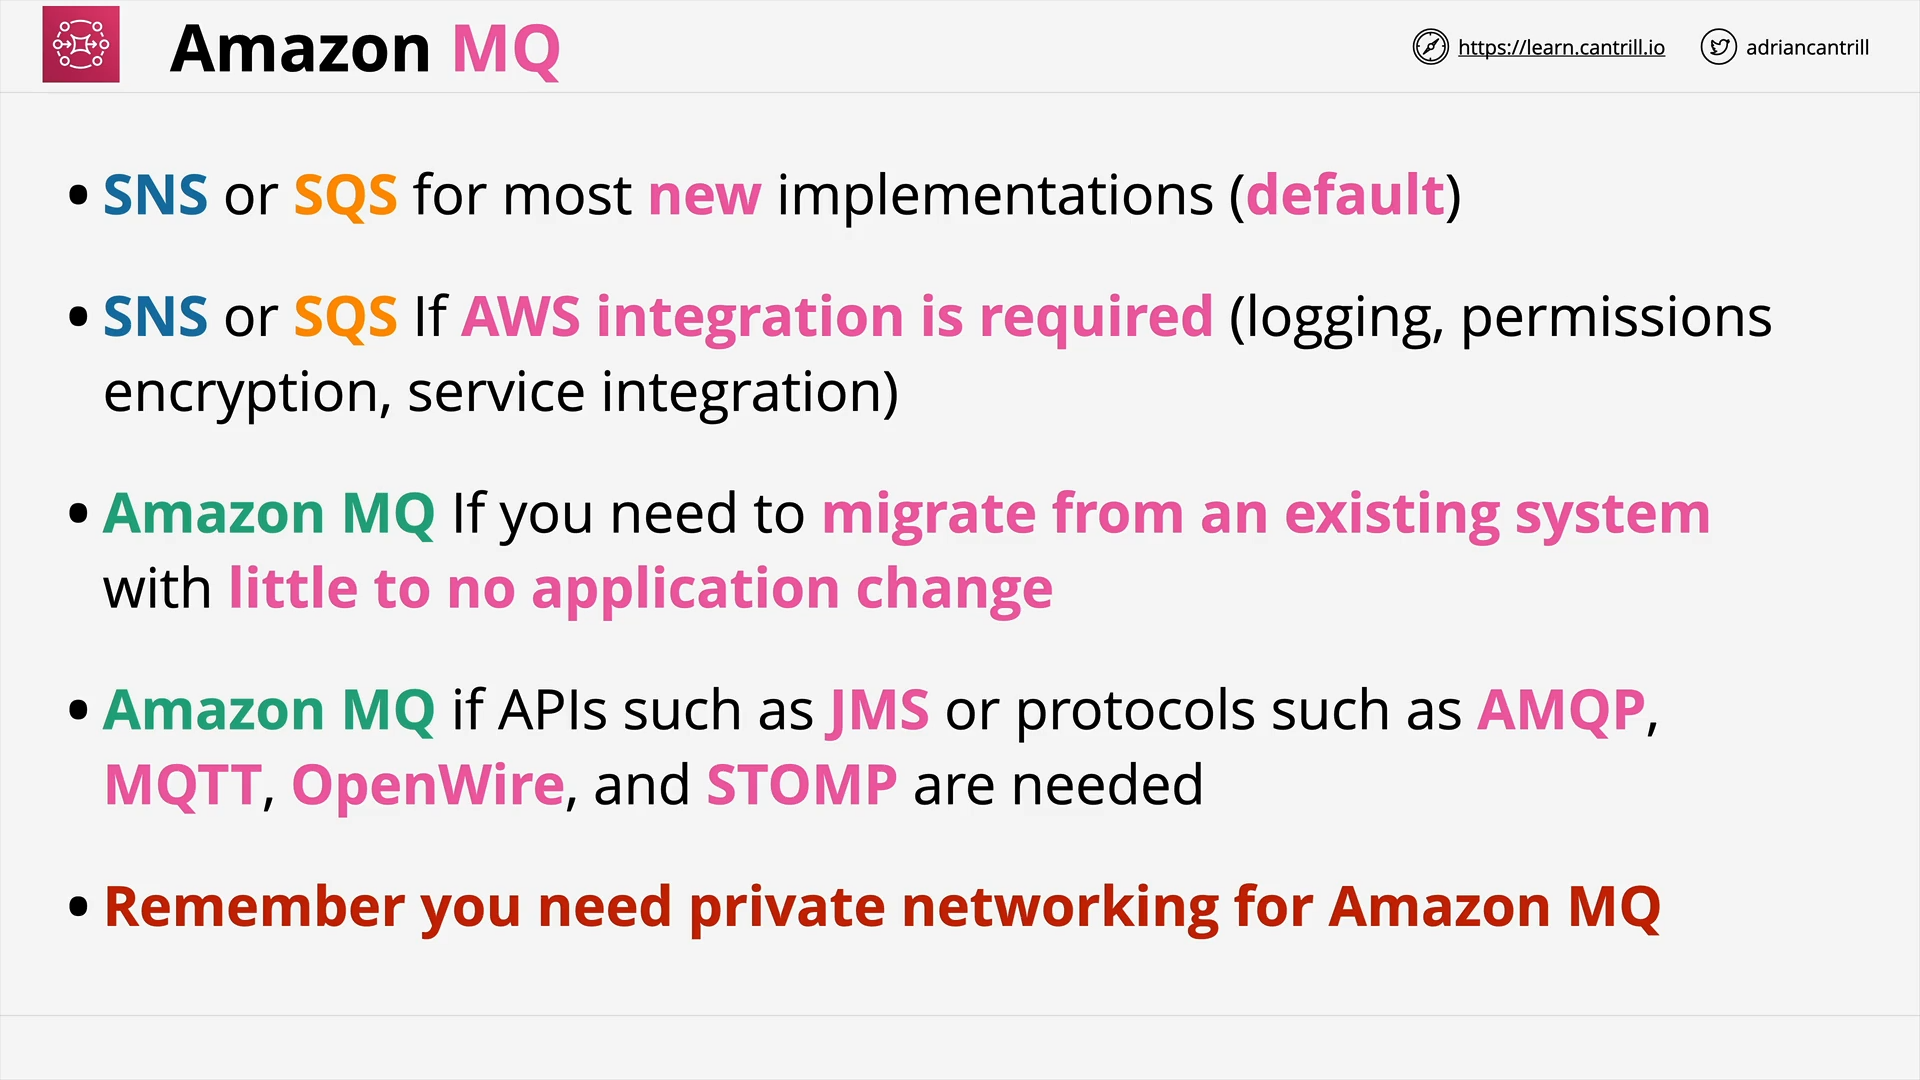 Amazon MQ
https://learn.cantrill.io
adriancantrill
• SNS or SQS for most new implementations (default)
• SNS or SQS If AWS integration is required (logging, permissions
encryption, service integration)
• Amazon MQ If you need to migrate from an existing system
with little to no application change
• Amazon MQ if APIs such as JMS or protocols such as AMQP,
MQTT, OpenWire, and STOMP are needed
• Remember you need private networking for Amazon MQ